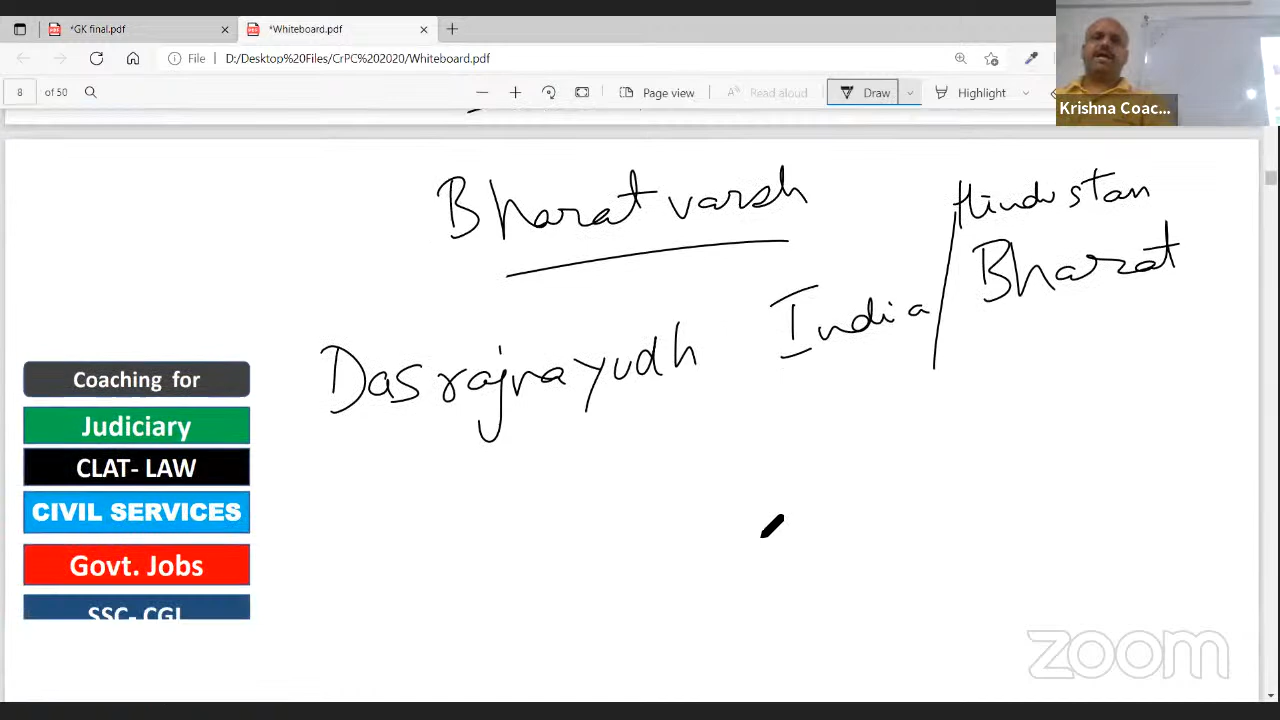 *GK final.pdf
*Whiteboard.pdf
File D:/Desktop%20Files/CrPC%202020/Whiteboard.pdf
8 of 50
Page view
Read aloud
Draw
Highlight
Krishna Coac...
Bharatvarsh
Hindustan
India / Bharat
Dasrajnayudh
Coaching for
Judiciary
CLAT- LAW
CIVIL SERVICES
Govt. Jobs
SSC- CGL
zoom